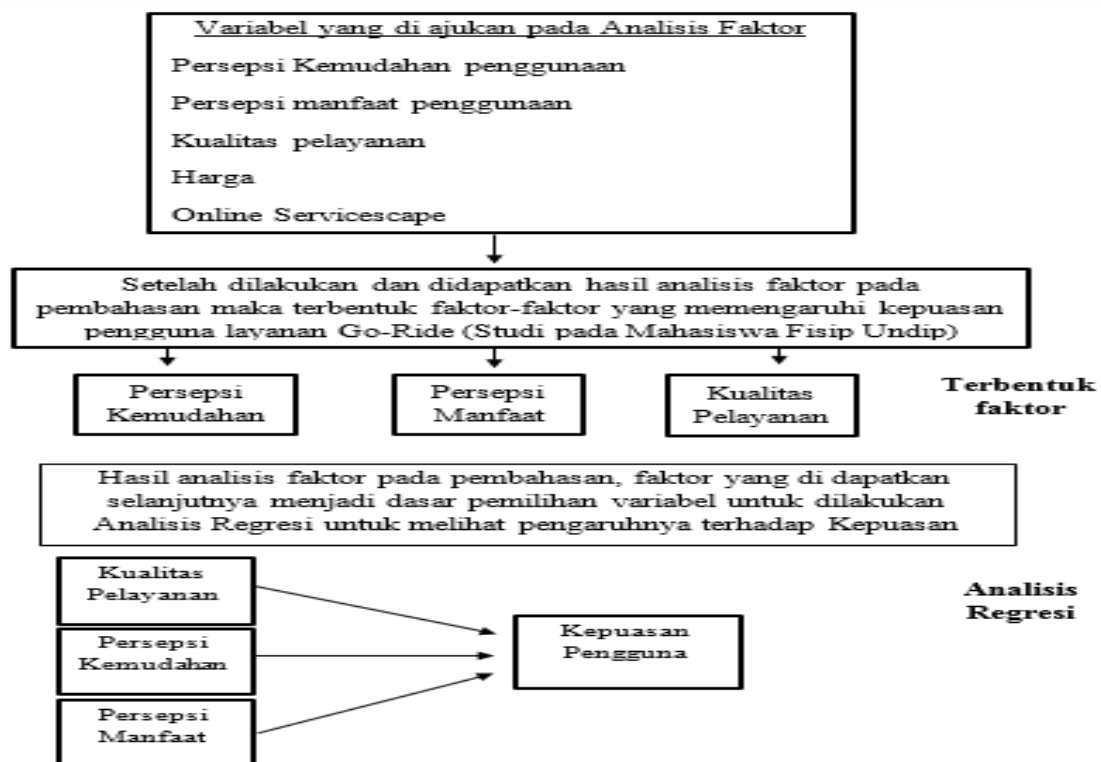 Variabel yang di ajukan pada Analisis Faktor
Persepsi Kemudahan penggunaan
Persepsi manfaat penggunaan
Kualitas pelayanan
Harga
Online Servicescape
Setelah dilakukan dan didapatkan hasil analisis faktor pada
pembahasan maka terbentuk faktor-faktor yang memengaruhi kepuasan
pengguna layanan Go-Ride (Studi pada Mahasiswa Fisip Undip)
Persepsi
Kemudahan
Persepsi
Manfaat
Kualitas
Pelayanan
Terbentuk
faktor
Hasil analisis faktor pada pembahasan, faktor yang di dapatkan
selanjutnya menjadi dasar pemilihan variabel untuk dilakukan
Analisis Regresi untuk melihat pengaruhnya terhadap Kepuasan
Kualitas
Pelayanan
Persepsi
Kemudahan
Persepsi
Manfaat
Kepuasan
Pengguna
Analisis
Regresi